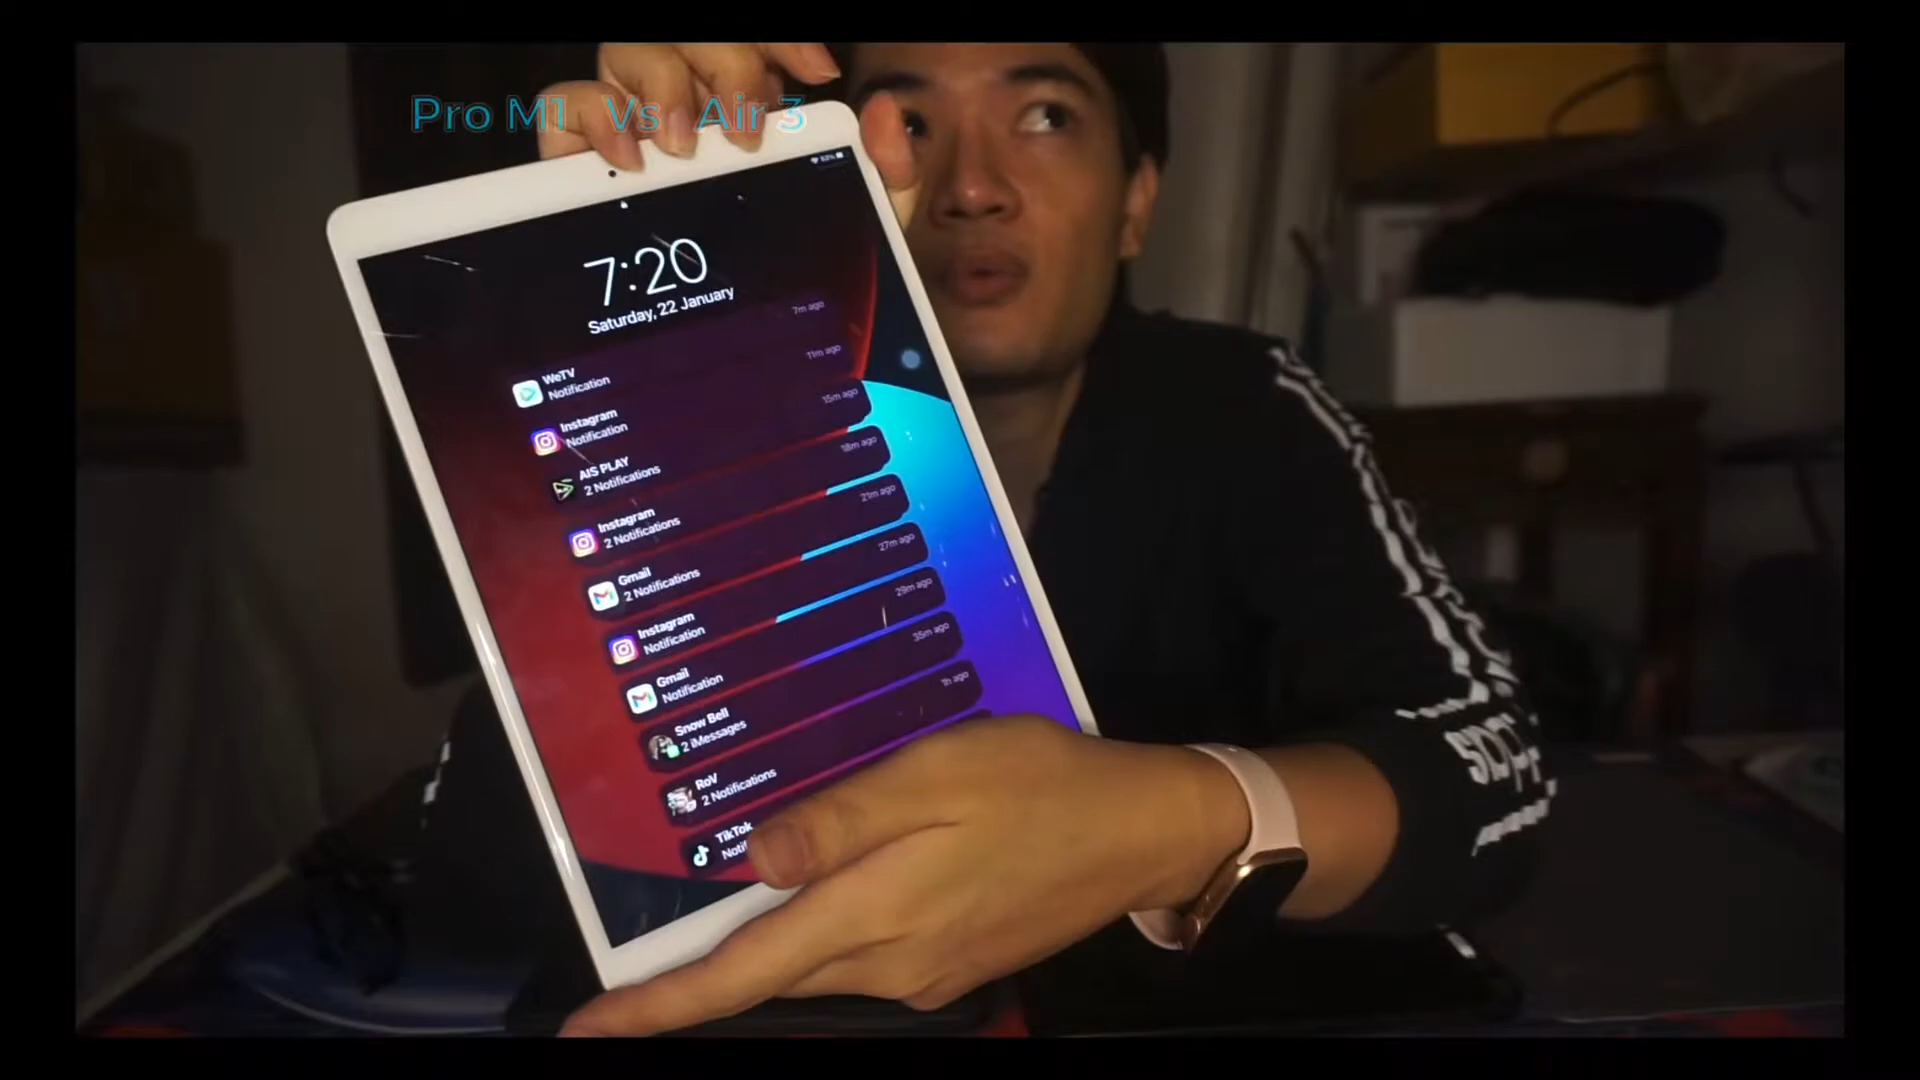 Pro M1 Vs Air 3
7:20
Saturday, 22 January
7m ago
WeTV
Notification
11m ago
Instagram
Notification
15m ago
AIS PLAY
2 Notifications
18m ago
Instagram
2 Notifications
21m ago
Gmail
2 Notifications
27m ago
Instagram
Notification
29m ago
Gmail
Notification
35m ago
Snow Bell
2 iMessages
1h ago
RoV
2 Notifications
TikTok